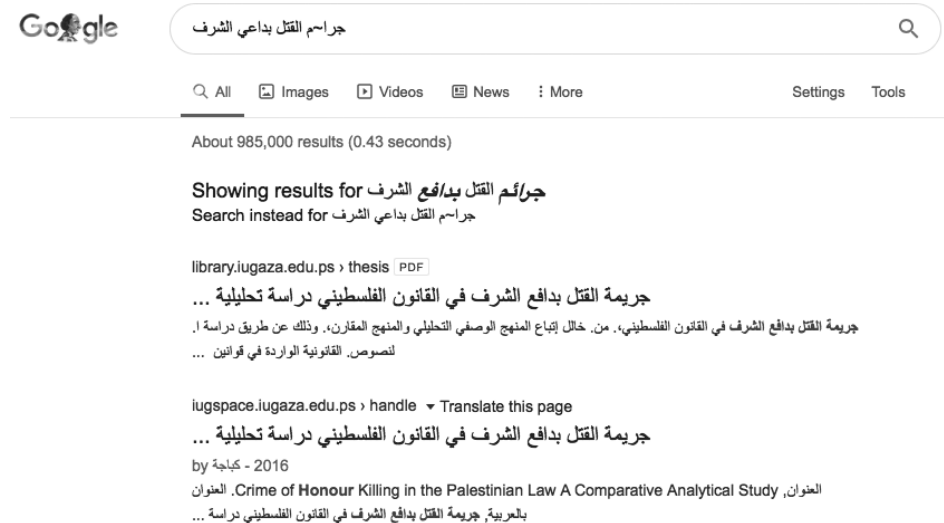 Google
جرا~م القتل بداعي الشرف
All Images Videos News More Settings Tools
About 985,000 results (0.43 seconds)
Showing results for جرائم القتل بدافع الشرف
Search instead for جرا~م القتل بداعي الشرف
library.iugaza.edu.ps › thesis PDF
جريمة القتل بدافع الشرف في القانون الفلسطيني دراسة تحليلية ...
جريمة القتل بدافع الشرف في القانون الفلسطيني،. من. خالل إتباع المنهج الوصفي التحليلي والمنهج المقارن،. وذلك عن طريق دراسة ا.
لنصوص. القانونية الواردة في قوانين ...
iugspace.iugaza.edu.ps › handle Translate this page
جريمة القتل بدافع الشرف في القانون الفلسطيني دراسة تحليلية ...
by كباجة - 2016
العنوان, Crime of Honour Killing in the Palestinian Law A Comparative Analytical Study. العنوان
بالعربية, جريمة القتل بدافع الشرف في القانون الفلسطيني دراسة ...